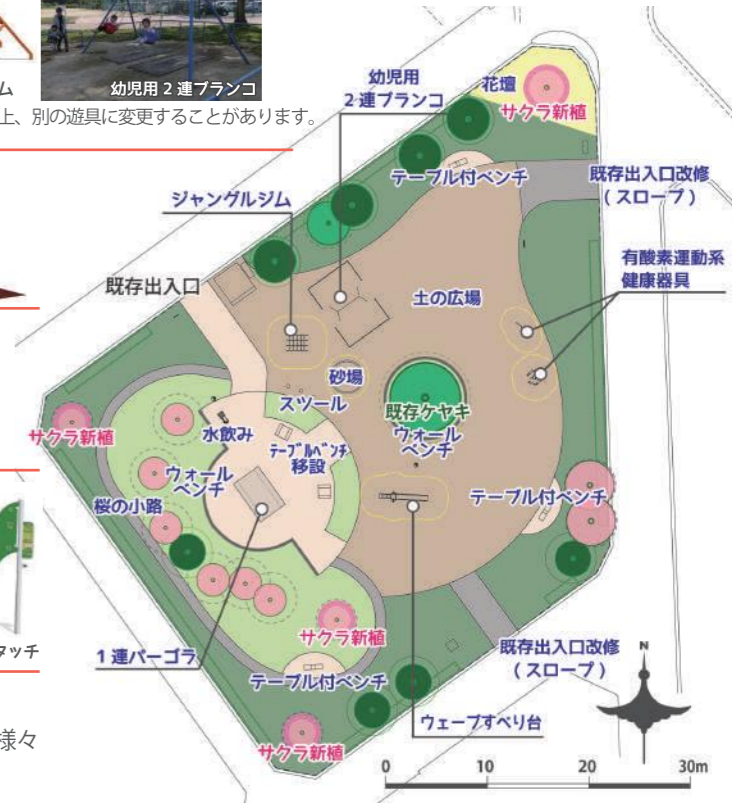 ム
幼児用2連ブランコ
上、別の遊具に変更することがあります。
幼児用
2連ブランコ
花壇
サクラ新植
テーブル付ベンチ
既存出入口改修
(スロープ)
ジャングルジム
有酸素運動系
健康器具
既存出入口
土の広場
砂場
スツール
既存ケヤキ
ウォール
ベンチ
サクラ新植
水飲み
テーブルベンチ
移設
ウォール
ベンチ
テーブル付ベンチ
桜の小路
サクラ新植
タッチ
1連パーゴラ
既存出入口改修
(スロープ)
テーブル付ベンチ
ウェーブすべり台
様々
サクラ新植
N
0 10 20 30m